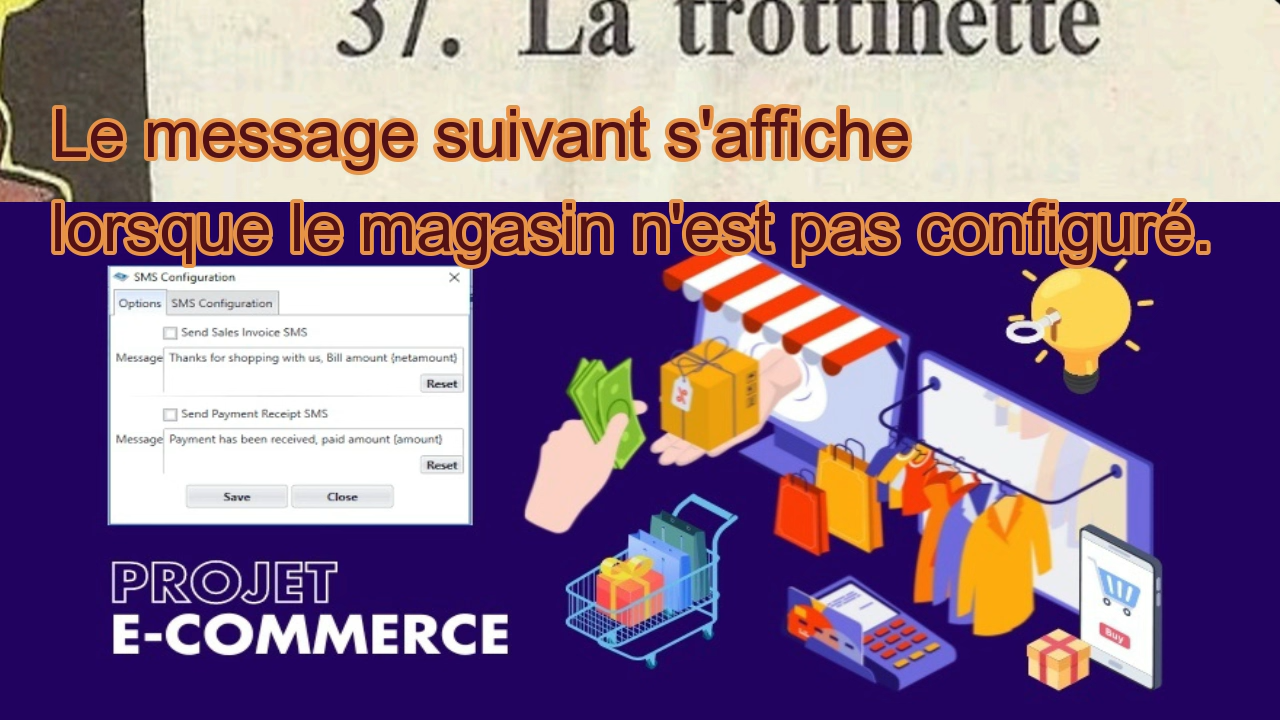 37. La trottinette
Le message suivant s'affiche
lorsque le magasin n'est pas configuré.
SMS Configuration
Options SMS Configuration
Send Sales Invoice SMS
Message Thanks for shopping with us, Bill amount {netamount}
Reset
Send Payment Receipt SMS
Message Payment has been received, paid amount {amount}
Reset
Save Close
PROJET
E-COMMERCE
Buy